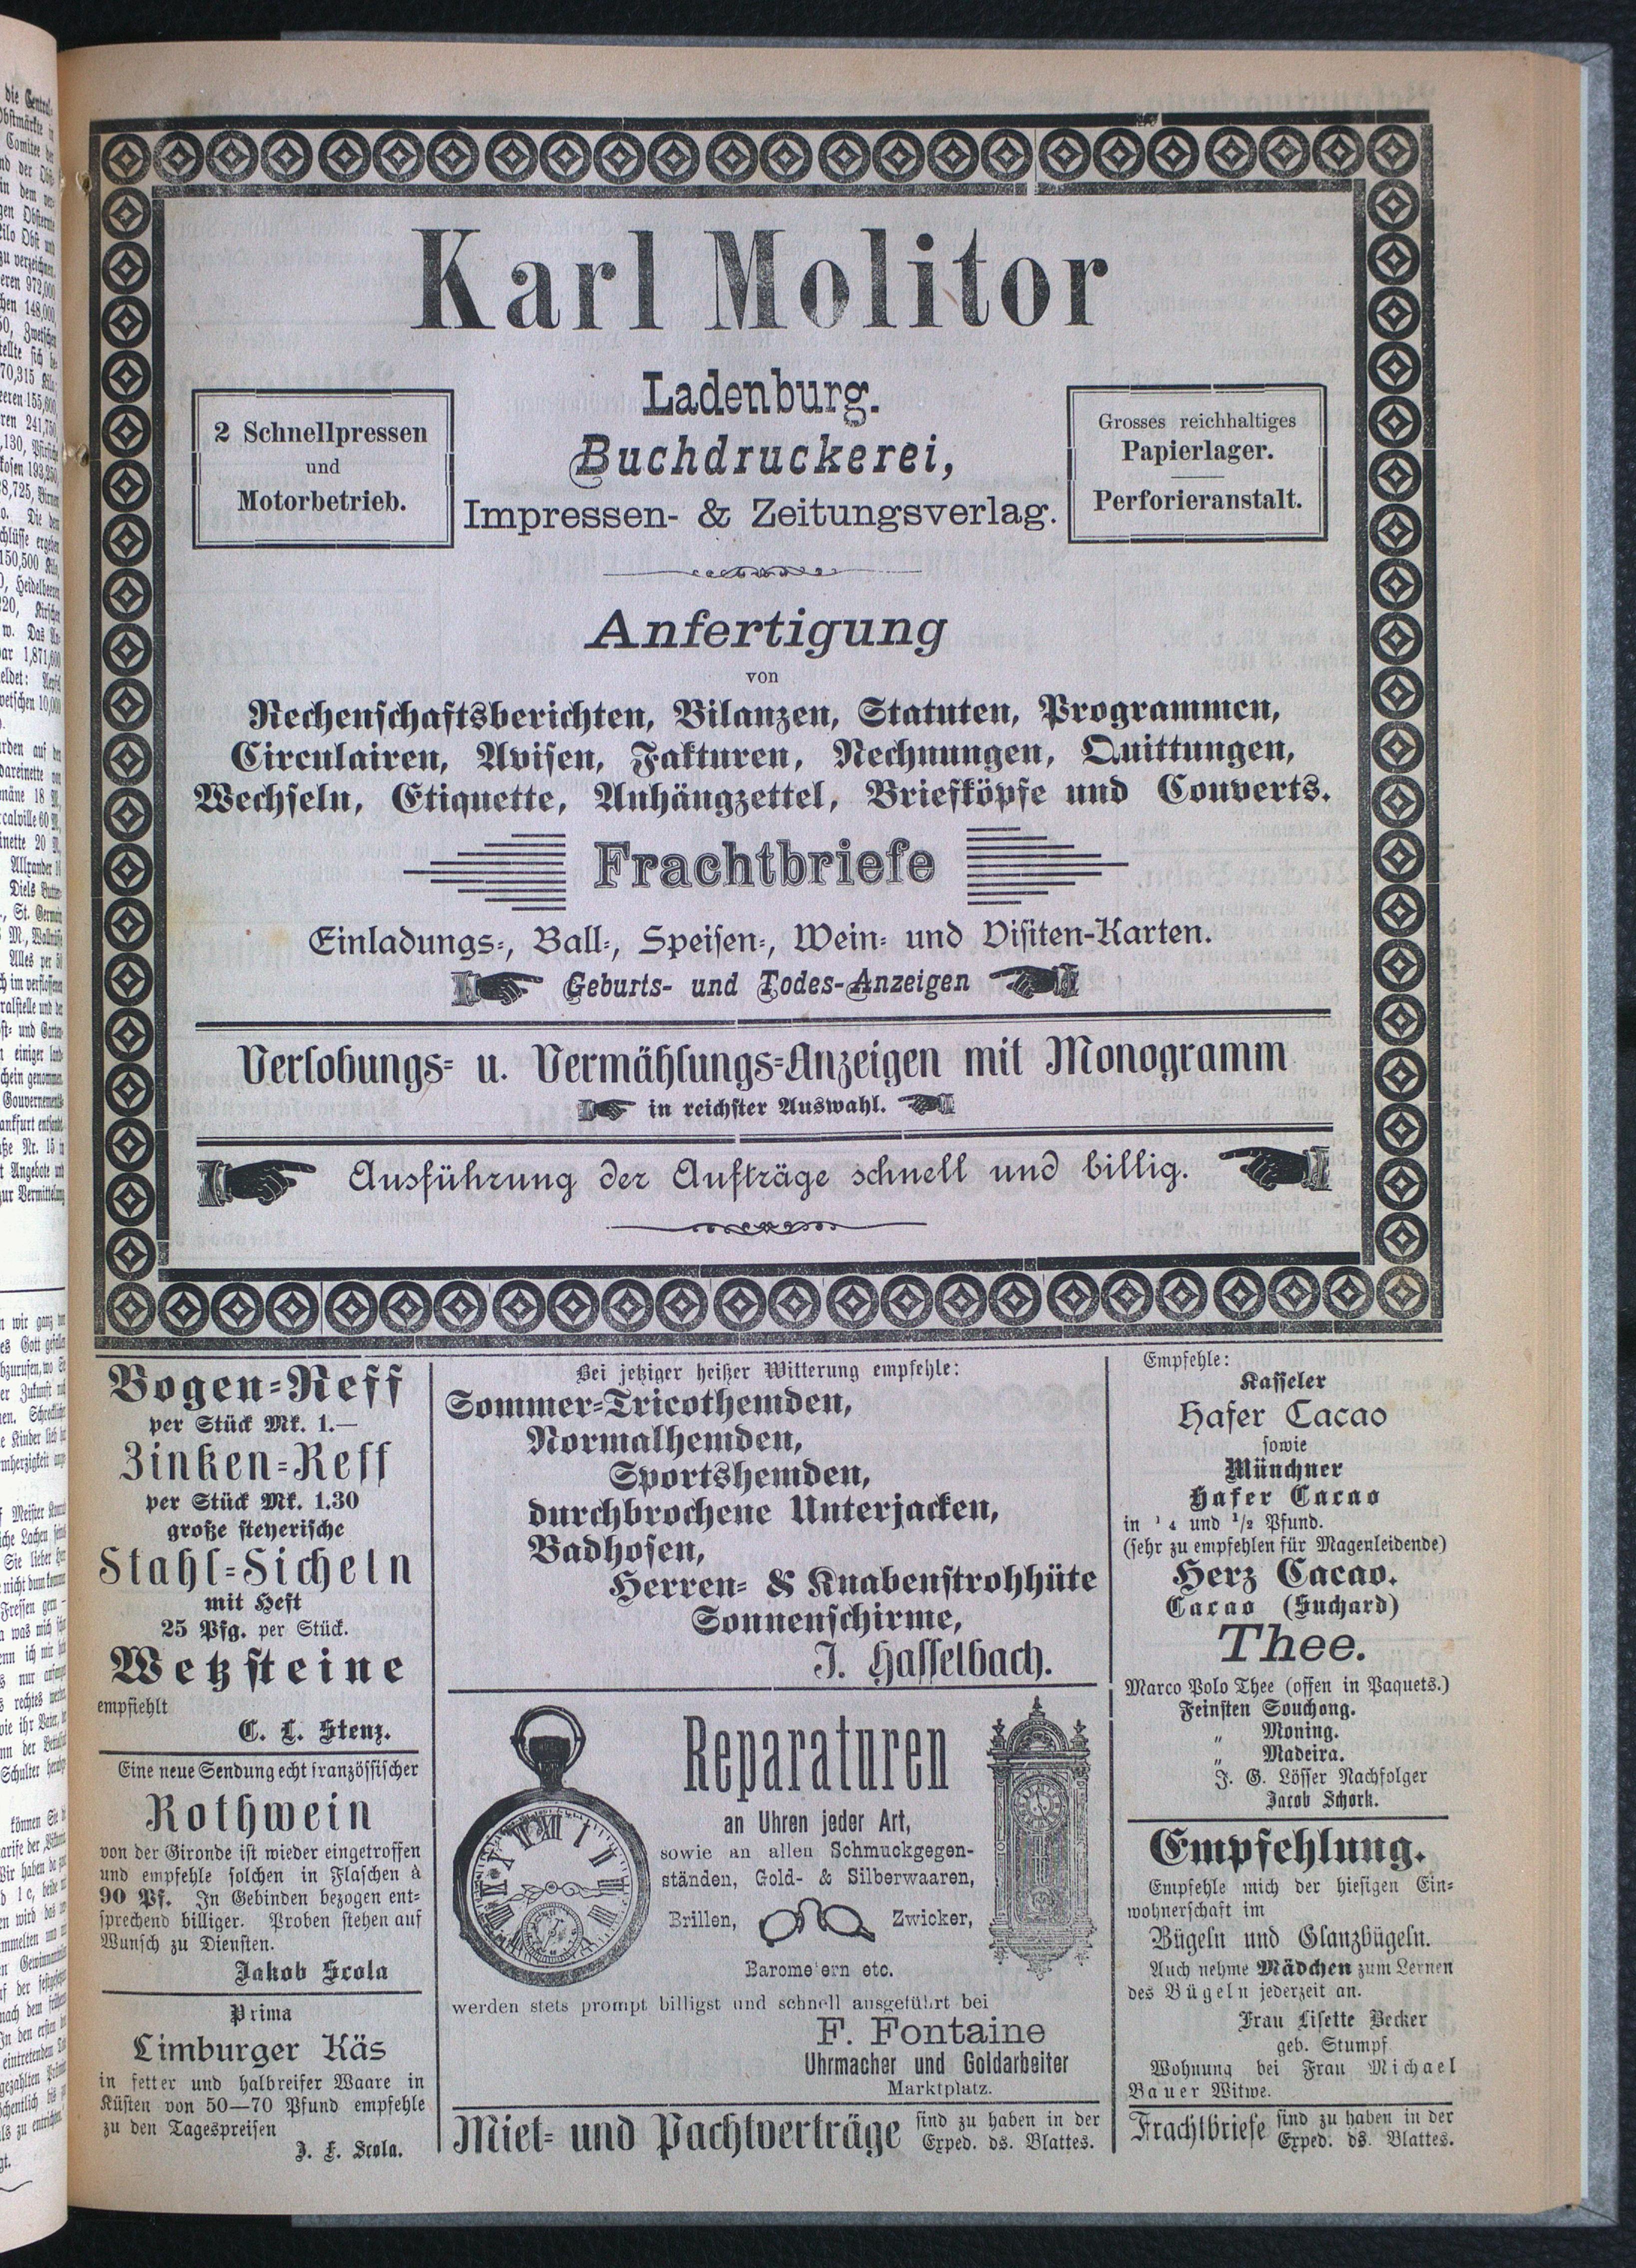 Karl Molitor
Ladenburg.
Buchdruckerei,
Impressen- & Zeitungsverlag.
2 Schnellpressen
und
Motorbetrieb.
Grosses reichhaltiges
Papierlager.
Perforieranstalt.
Anfertigung
von
Rechenschaftsberichten, Bilanzen, Statuten, Programmen,
Circulairen, Avisen, Fakturen, Rechnungen, Quittungen,
Wechseln, Etiquette, Anhängzettel, Briefköpfe und Couverts.
Frachtbriefe
Einladungs-, Ball-, Speisen-, Wein- und Visiten-Karten.
Geburts- und Todes-Anzeigen
Verlobungs- u. Vermählungs-Anzeigen mit Monogramm
in reichster Auswahl.
Ausführung der Aufträge schnell und billig.
Bogen-Reff
per Stück Mk. 1.—
Zinken-Reff
per Stück Mk. 1.30
große steyerische
Stahl-Sicheln
mit Heft
25 Pfg. per Stück.
Wetzsteine
empfiehlt
C. L. Stenz.
Eine neue Sendung echt französsischer
Rothwein
von der Gironde ist wieder eingetroffen
und empfehle solchen in Flaschen à
90 Pf. In Gebinden bezogen ent-
sprechend billiger. Proben stehen auf
Wunsch zu Diensten.
Jakob Scola
Prima
Limburger Käs
in fetter und halbreifer Waare in
Küsten von 50—70 Pfund empfehle
zu den Tagespreisen
J. F. Scola.
Bei jetziger heißer Witterung empfehle:
Sommer-Tricothemden,
Normalhemden,
Sportshemden,
durchbrochene Unterjacken,
Badhosen,
Herren- & Knabenstrohhüte
Sonnenschirme,
J. Hasselbach.
Reparaturen
an Uhren jeder Art,
sowie an allen Schmuckgegen-
ständen, Gold- & Silberwaaren,
Brillen, Zwicker,
Barome ern etc.
werden stets prompt billigst und schnell ausgeführt bei
F. Fontaine
Uhrmacher und Goldarbeiter
Marktplatz.
Miet- und Pachtverträge sind zu haben in der
Exped. ds. Blattes.
Empfehle:
Kasseler
Hafer Cacao
sowie
Münchner
Hafer Cacao
in 1/4 und 1/2 Pfund.
(sehr zu empfehlen für Magenleidende)
Herz Cacao.
Cacao (Suchard)
Thee.
Marco Polo Thee (offen in Paquets.)
Feinsten Souchong.
„ Moning.
„ Madeira.
J. G. Lösser Nachfolger
Jacob Schork.
Empfehlung.
Empfehle mich der hiesigen Ein-
wohnerschaft im
Bügeln und Glanzbügeln.
Auch nehme Mädchen zum Lernen
des Bügeln jederzeit an.
Frau Lisette Becker
geb. Stumpf
Wohnung bei Frau Michael
Bauer Witwe.
Frachtbriefe sind zu haben in der
Exped. ds. Blattes.